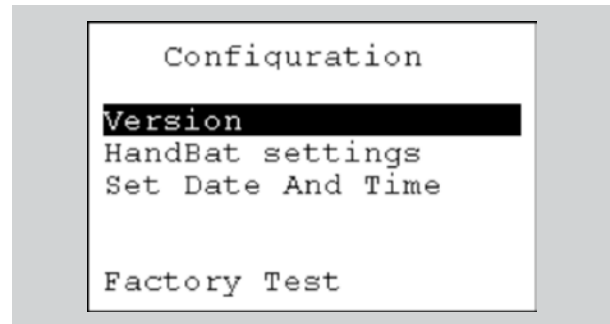 Configuration
Version
HandBat settings
Set Date And Time
Factory Test